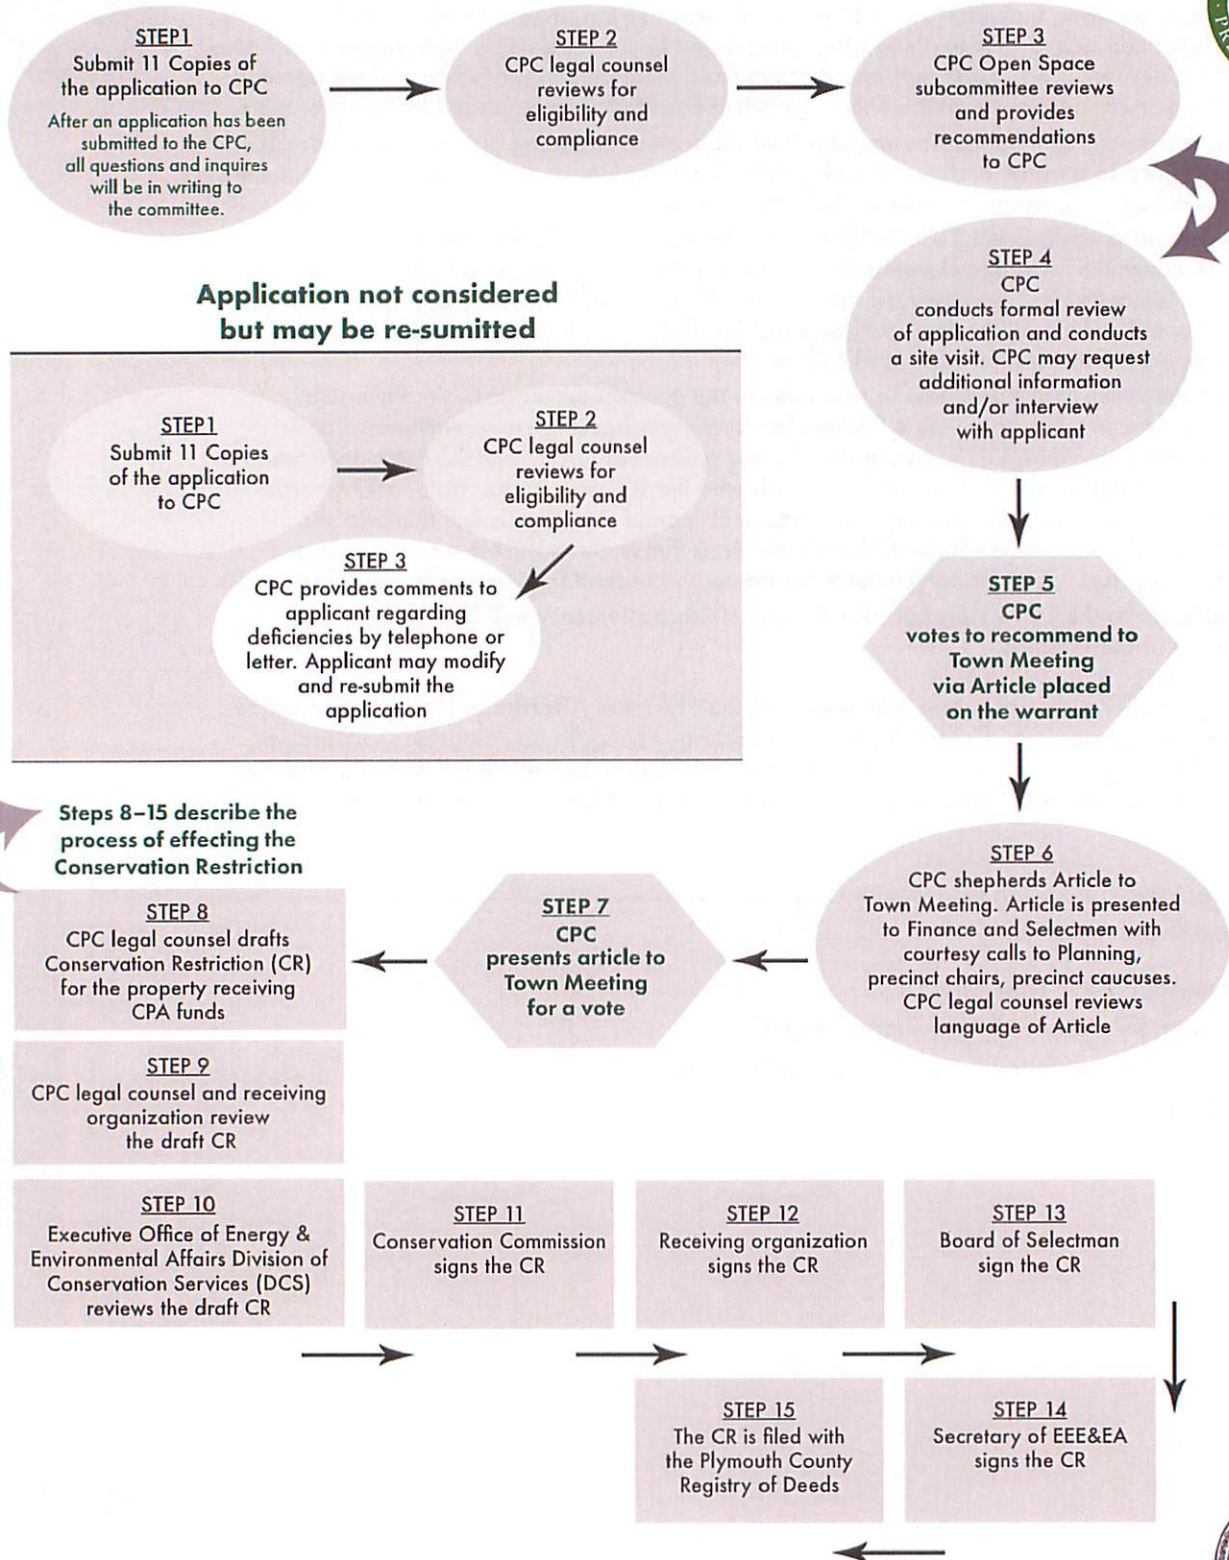 STEP1
Submit 11 Copies of
the application to CPC
After an application has been
submitted to the CPC,
all questions and inquires
will be in writing to
the committee.
STEP 2
CPC legal counsel
reviews for
eligibility and
compliance
STEP 3
CPC Open Space
subcommittee reviews
and provides
recommendations
to CPC
STEP 4
CPC
conducts formal review
of application and conducts
a site visit. CPC may request
additional information
and/or interview
with applicant
Application not considered
but may be re-sumitted
STEP1
Submit 11 Copies
of the application
to CPC
STEP 2
CPC legal counsel
reviews for
eligibility and
compliance
STEP 3
CPC provides comments to
applicant regarding
deficiencies by telephone or
letter. Applicant may modify
and re-submit the
application
STEP 5
CPC
votes to recommend to
Town Meeting
via Article placed
on the warrant
STEP 6
CPC shepherds Article to
Town Meeting. Article is presented
to Finance and Selectmen with
courtesy calls to Planning,
precinct chairs, precinct caucuses.
CPC legal counsel reviews
language of Article
STEP 7
CPC
presents article to
Town Meeting
for a vote
Steps 8–15 describe the
process of effecting the
Conservation Restriction
STEP 8
CPC legal counsel drafts
Conservation Restriction (CR)
for the property receiving
CPA funds
STEP 9
CPC legal counsel and receiving
organization review
the draft CR
STEP 10
Executive Office of Energy &
Environmental Affairs Division of
Conservation Services (DCS)
reviews the draft CR
STEP 11
Conservation Commission
signs the CR
STEP 12
Receiving organization
signs the CR
STEP 13
Board of Selectman
sign the CR
STEP 14
Secretary of EEE&EA
signs the CR
STEP 15
The CR is filed with
the Plymouth County
Registry of Deeds